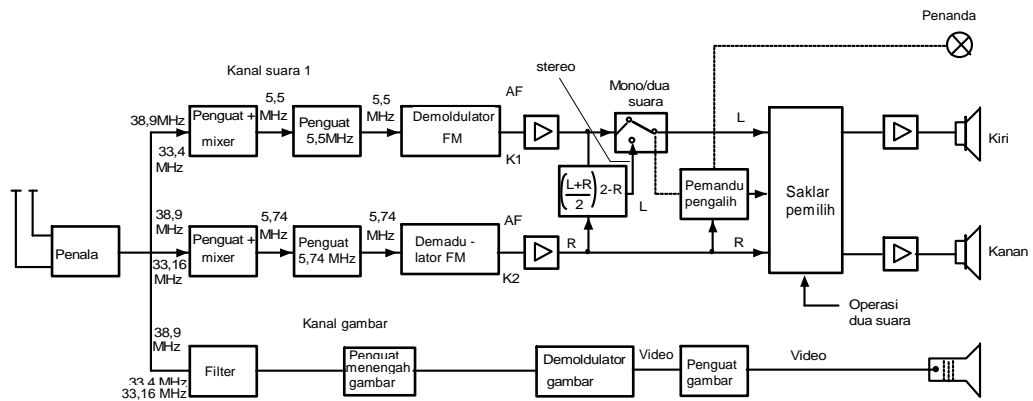 Penanda
Kanal suara 1
stereo
Mono/dua
suara
38,9MHz
33,4
MHz
Penguat +
mixer
5,5
MHz
Penguat
5,5MHz
5,5
MHz
Demoldulator
FM
AF
K1
L
Kiri
(L+R/2) 2-R
L
Pemandu
pengalih
Saklar
pemilih
Penala
38,9
MHz
33,16
MHz
Penguat +
mixer
5,74
MHz
Penguat
5,74 MHz
5,74
MHz
Demadu -
lator FM
AF
K2
R
R
Kanan
Operasi
dua suara
Kanal gambar
38,9
MHz
33,4 MHz
33,16 MHz
Filter
Penguat
menengah
gambar
Demoldulator
gambar
Video
Penguat
gambar
Video